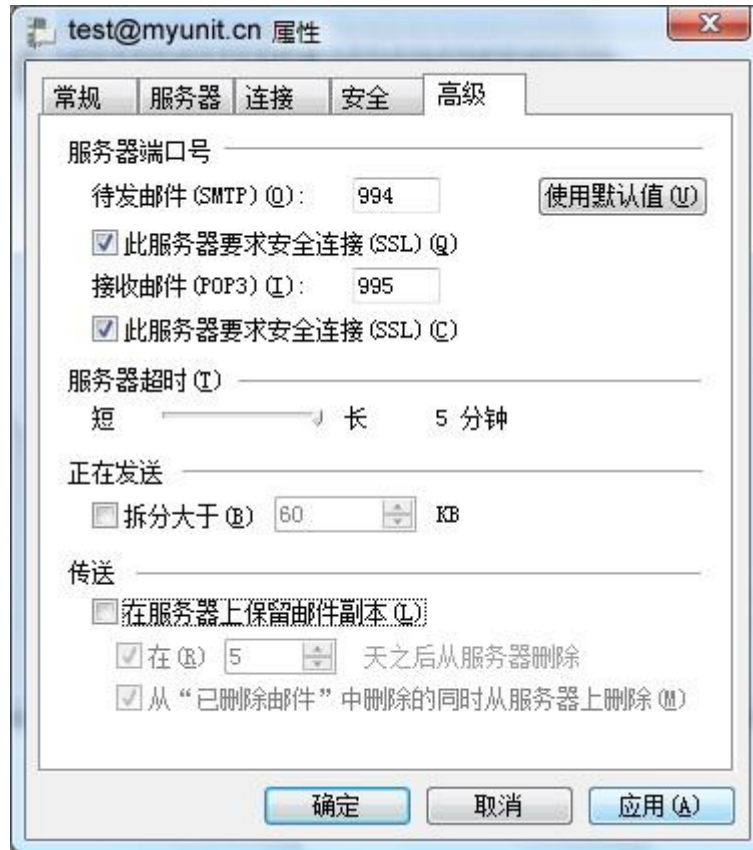 test@myunit.cn 属性
常规 服务器 连接 安全 高级
服务器端口号
待发邮件(SMTP)(O): 994 使用默认值(U)
此服务器要求安全连接(SSL)(Q)
接收邮件(POP3)(I): 995
此服务器要求安全连接(SSL)(C)
服务器超时(T)
短 长 5 分钟
正在发送
拆分大于(B) 60 KB
传送
在服务器上保留邮件副本(L)
在(R) 5 天之后从服务器删除
从“已删除邮件”中删除的同时从服务器上删除(M)
确定 取消 应用(A)